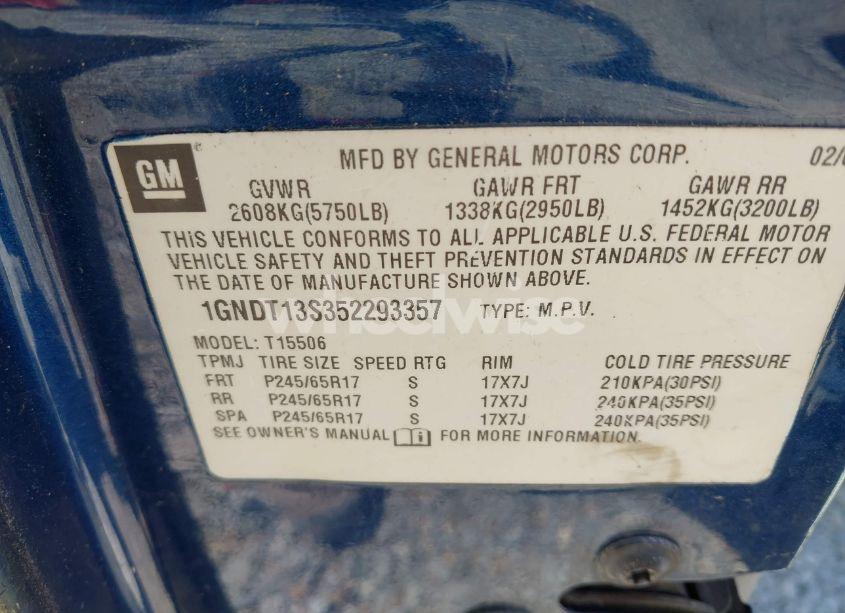 GM
MFD BY GENERAL MOTORS CORP. 02/
GVWR GAWR FRT GAWR RR
2608KG(5750LB) 1338KG(2950LB) 1452KG(3200LB)
THIS VEHICLE CONFORMS TO ALL APPLICABLE U.S. FEDERAL MOTOR
VEHICLE SAFETY AND THEFT PREVENTION STANDARDS IN EFFECT ON
THE DATE OF MANUFACTURE SHOWN ABOVE.
1GNDT13S352293357 TYPE: M.P.V.
wheelwise
MODEL: T15506
TPMJ TIRE SIZE SPEED RTG RIM COLD TIRE PRESSURE
FRT P245/65R17 S 17X7J 210KPA(30PSI)
RR P245/65R17 S 17X7J 240KPA(35PSI)
SPA P245/65R17 S 17X7J 240KPA(35PSI)
SEE OWNER'S MANUAL FOR MORE INFORMATION.